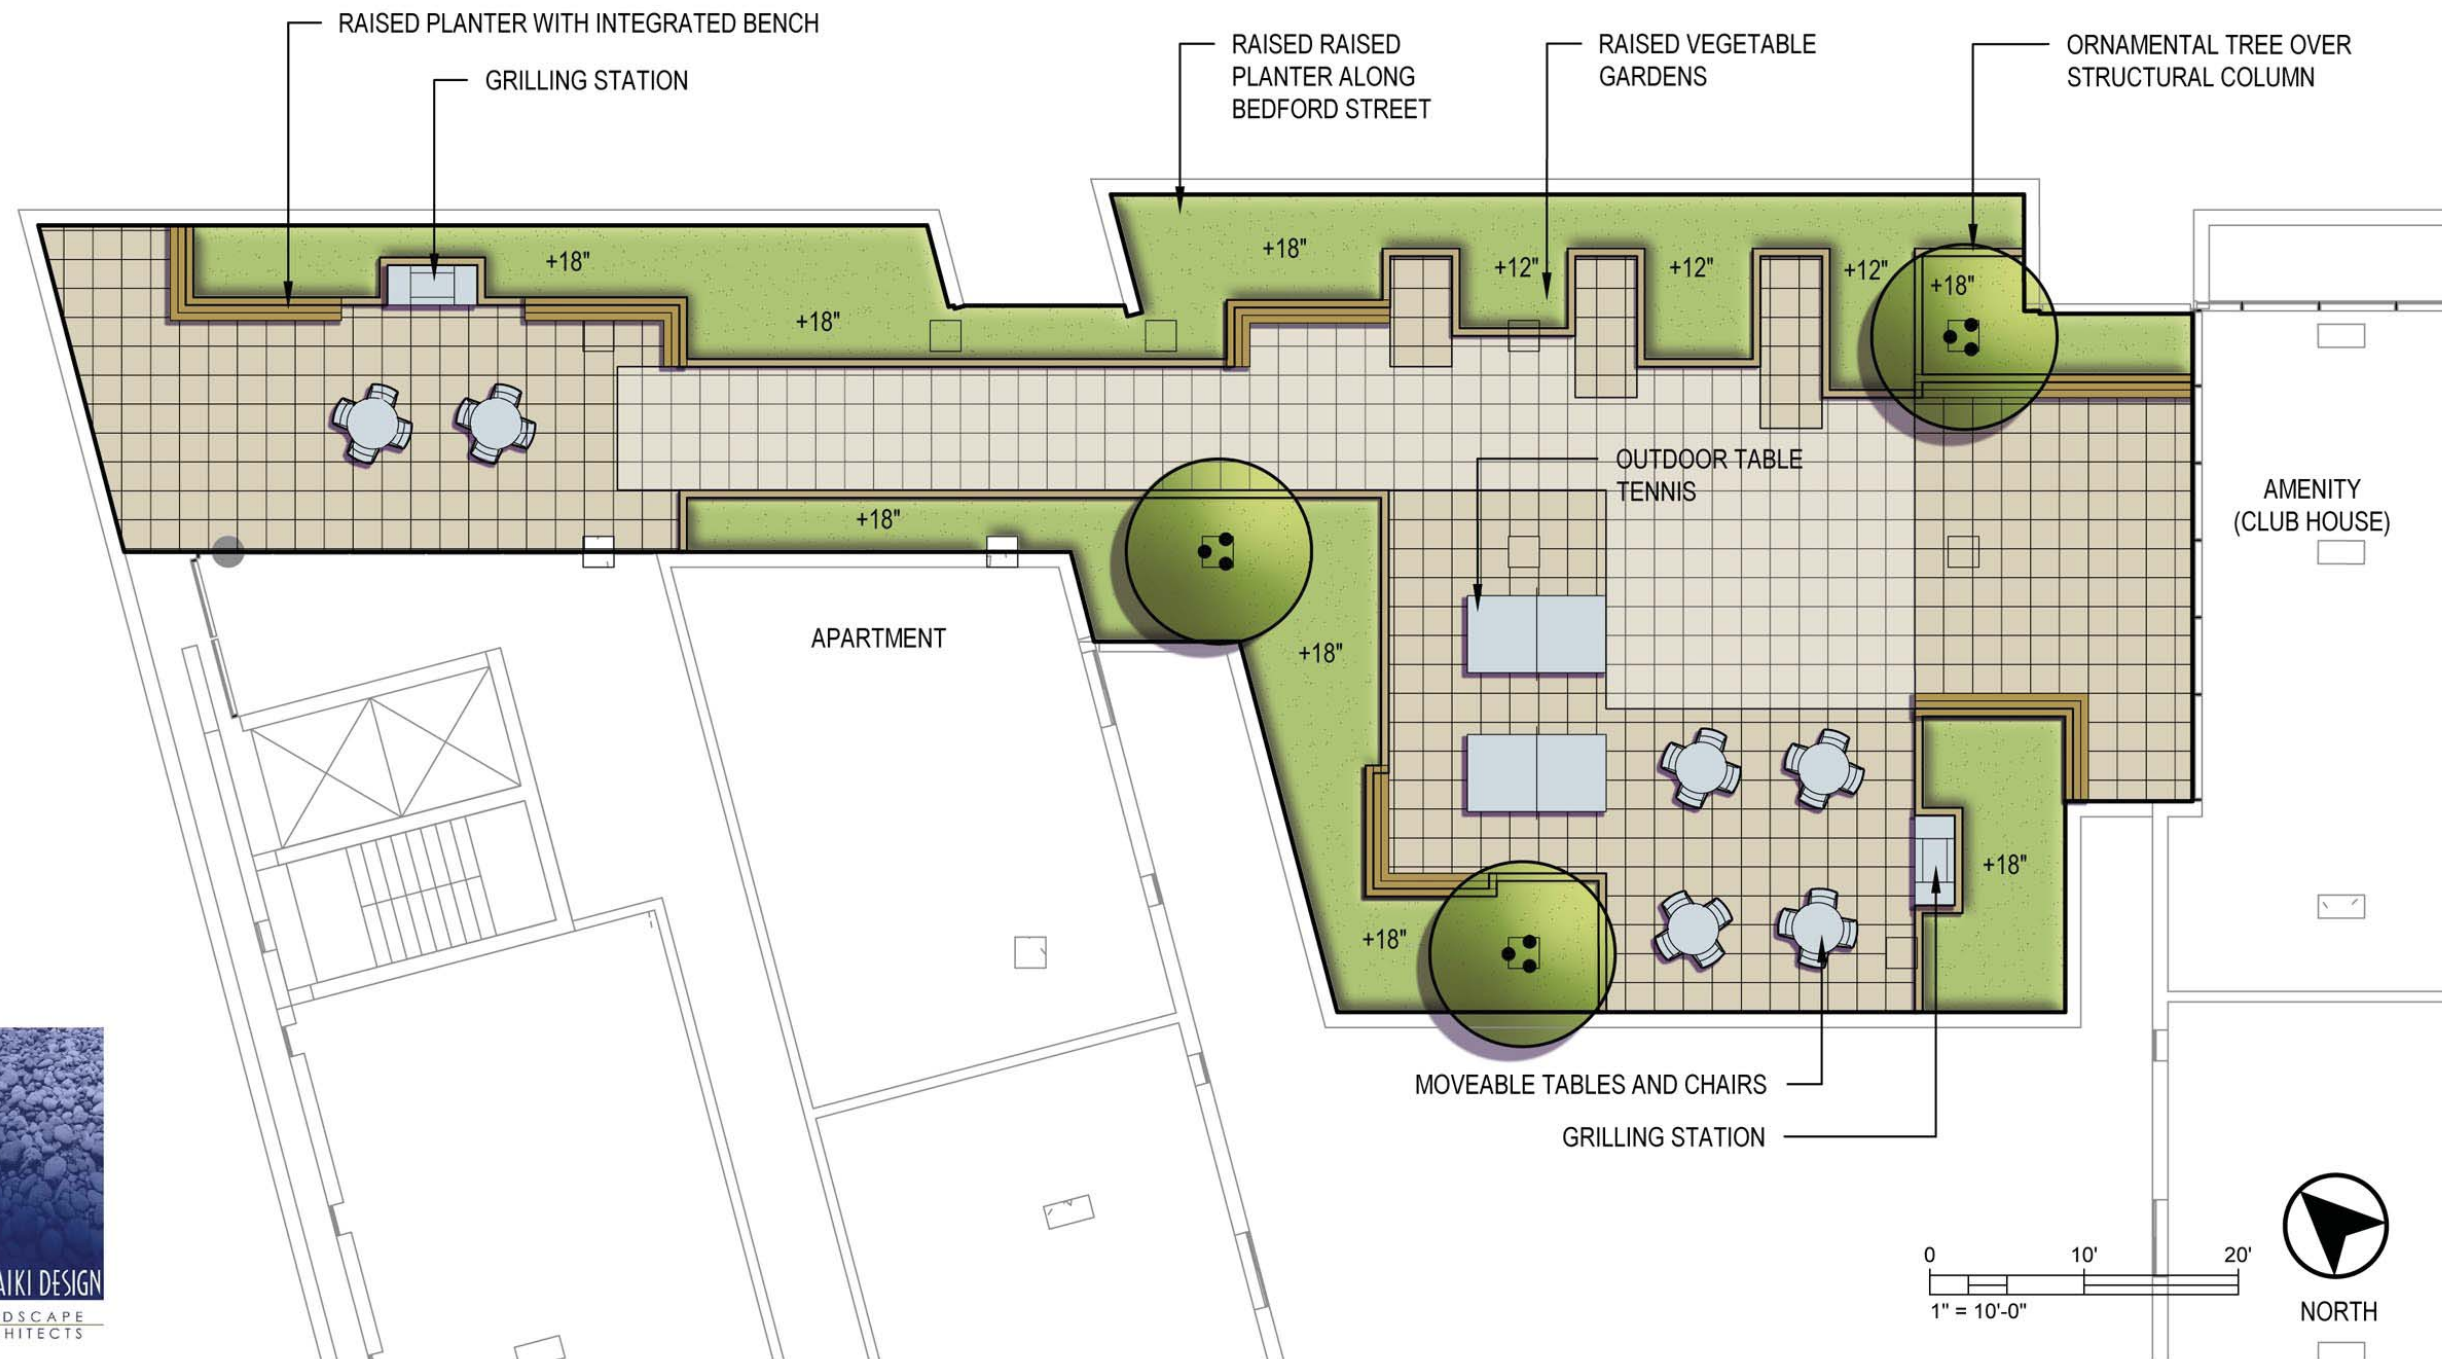 RAISED PLANTER WITH INTEGRATED BENCH
GRILLING STATION
RAISED RAISED
PLANTER ALONG
BEDFORD STREET
RAISED VEGETABLE
GARDENS
ORNAMENTAL TREE OVER
STRUCTURAL COLUMN
+18"
+18"
+18"
+12"
+12"
+12"
+18"
OUTDOOR TABLE
TENNIS
AMENITY
(CLUB HOUSE)
+18"
APARTMENT
+18"
+18"
+18"
MOVEABLE TABLES AND CHAIRS
GRILLING STATION
0 10' 20'
1" = 10'-0"
NORTH
AIKI DESIGN
DSCAPE
HITECTS